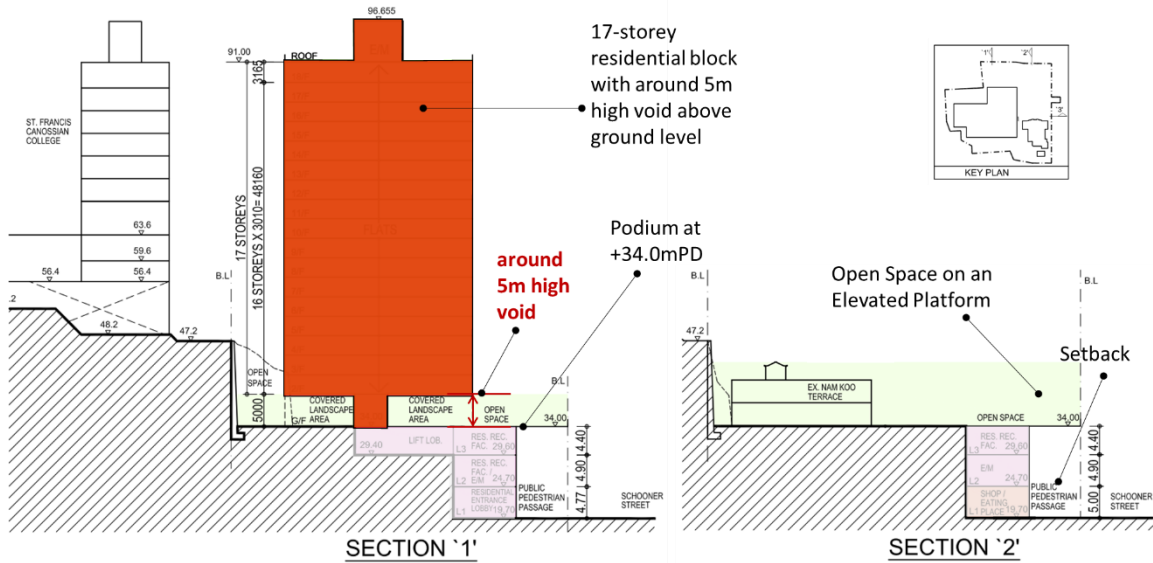 96.655
91.00
ROOF
3165
17 STOREYS
16 STOREYS X 3010= 48160
5000
ST. FRANCIS
CANOSSIAN
COLLEGE
63.6
59.6
56.4
56.4
48.2
47.2
B.L
OPEN
SPACE
G/F
COVERED
LANDSCAPE
AREA
COVERED
LANDSCAPE
AREA
OPEN
SPACE
B.L
34.00
29.40
LIFT LOB.
RES. REC.
FAC.
29.60
L3
RES. REC.
FAC. /
E/M
24.70
L2
RESIDENTIAL
ENTRANCE
LOBBY
19.70
L1
4.40
4.90
4.77
PUBLIC
PEDESTRIAN
PASSAGE
SCHOONER
STREET
SECTION `1'
17-storey
residential block
with around 5m
high void above
ground level
Podium at
+34.0mPD
around
5m high
void
`1'
`2'
3'
KEY PLAN
Open Space on an
Elevated Platform
Setback
B.L
B.L
47.2
EX. NAM KOO
TERRACE
OPEN SPACE
34.00
RES. REC.
FAC.
29.60
L3
E/M
24.70
L2
SHOP /
EATING
PLACE
19.70
L1
4.40
4.90
5.00
PUBLIC
PEDESTRIAN
PASSAGE
SCHOONER
STREET
SECTION `2'